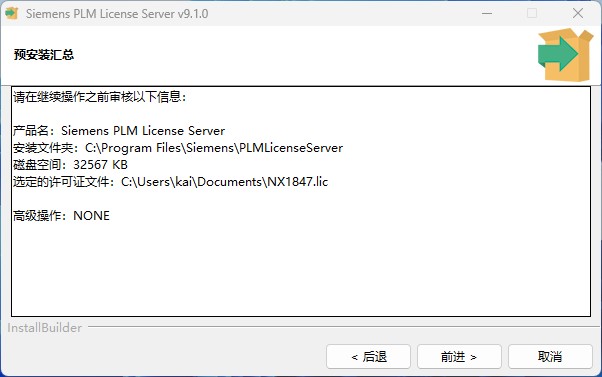 Siemens PLM License Server v9.1.0
预安装汇总
请在继续操作之前审核以下信息：
产品名：Siemens PLM License Server
安装文件夹：C:\Program Files\Siemens\PLMLicenseServer
磁盘空间：32567 KB
选定的许可证文件：C:\Users\kai\Documents\NX1847.lic
高级操作：NONE
InstallBuilder
< 后退
前进 >
取消